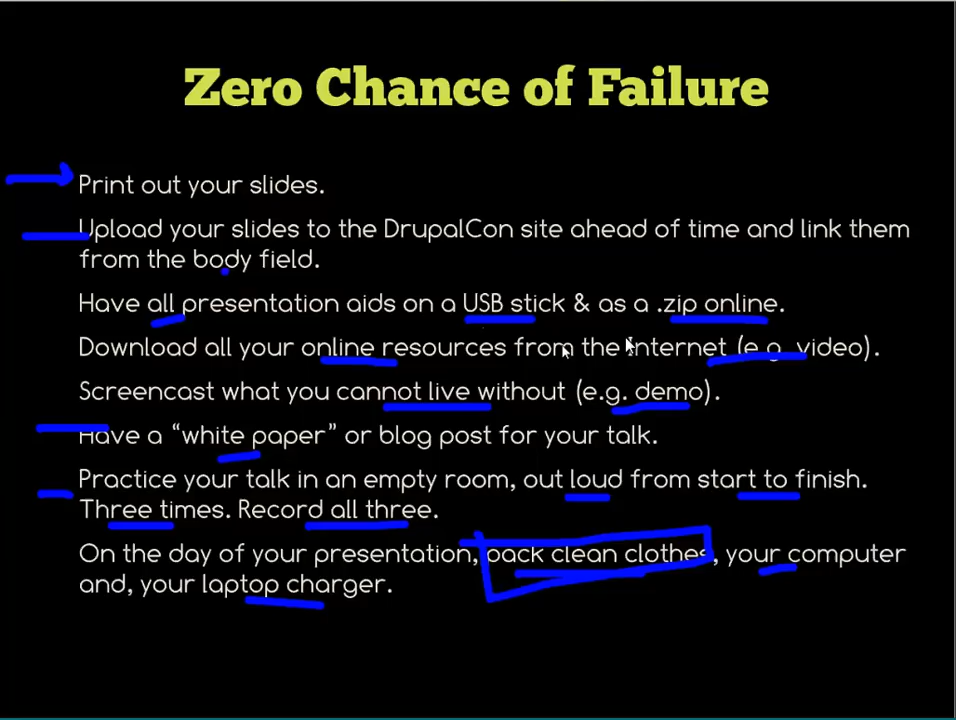 Zero Chance of Failure
Print out your slides.
Upload your slides to the DrupalCon site ahead of time and link them
from the body field.
Have all presentation aids on a USB stick & as a .zip online.
Download all your online resources from the Internet (e.g. video).
Screencast what you cannot live without (e.g. demo).
Have a “white paper” or blog post for your talk.
Practice your talk in an empty room, out loud from start to finish.
Three times. Record all three.
On the day of your presentation, pack clean clothes, your computer
and, your laptop charger.